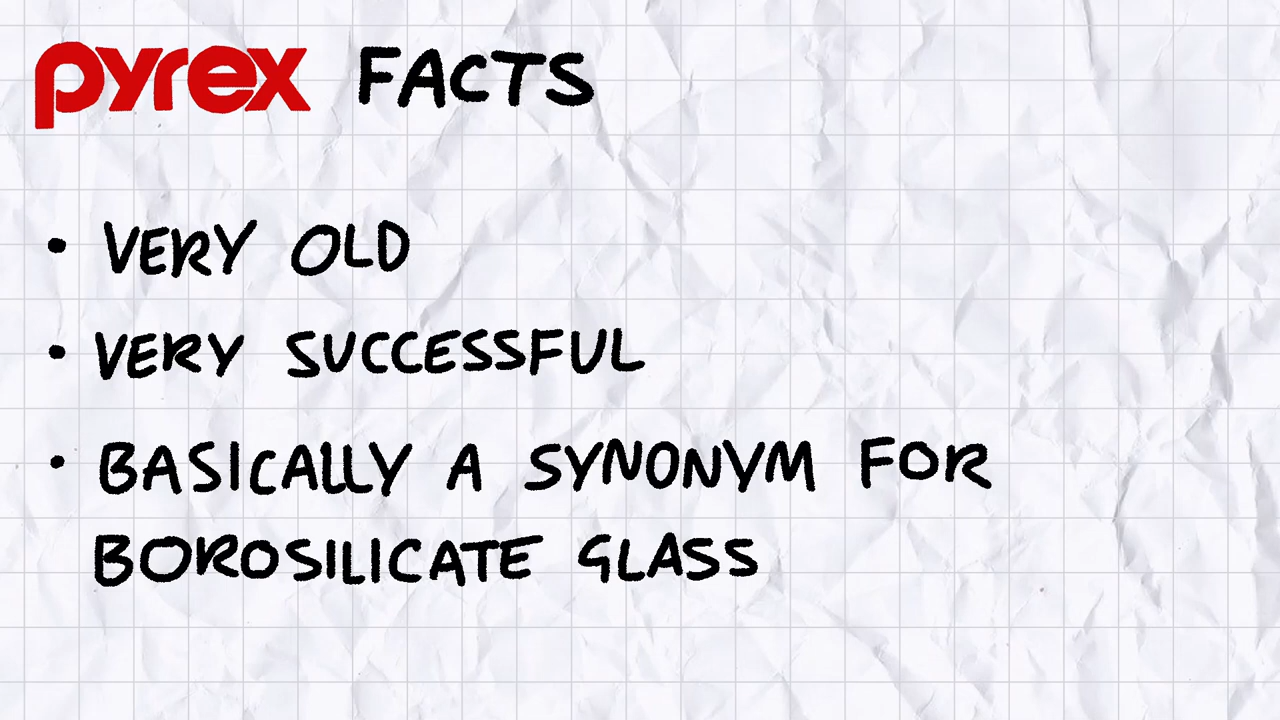 pyrex FACTS
• VERY OLD
• VERY SUCCESSFUL
• BASICALLY A SYNONYM FOR
BOROSILICATE GLASS